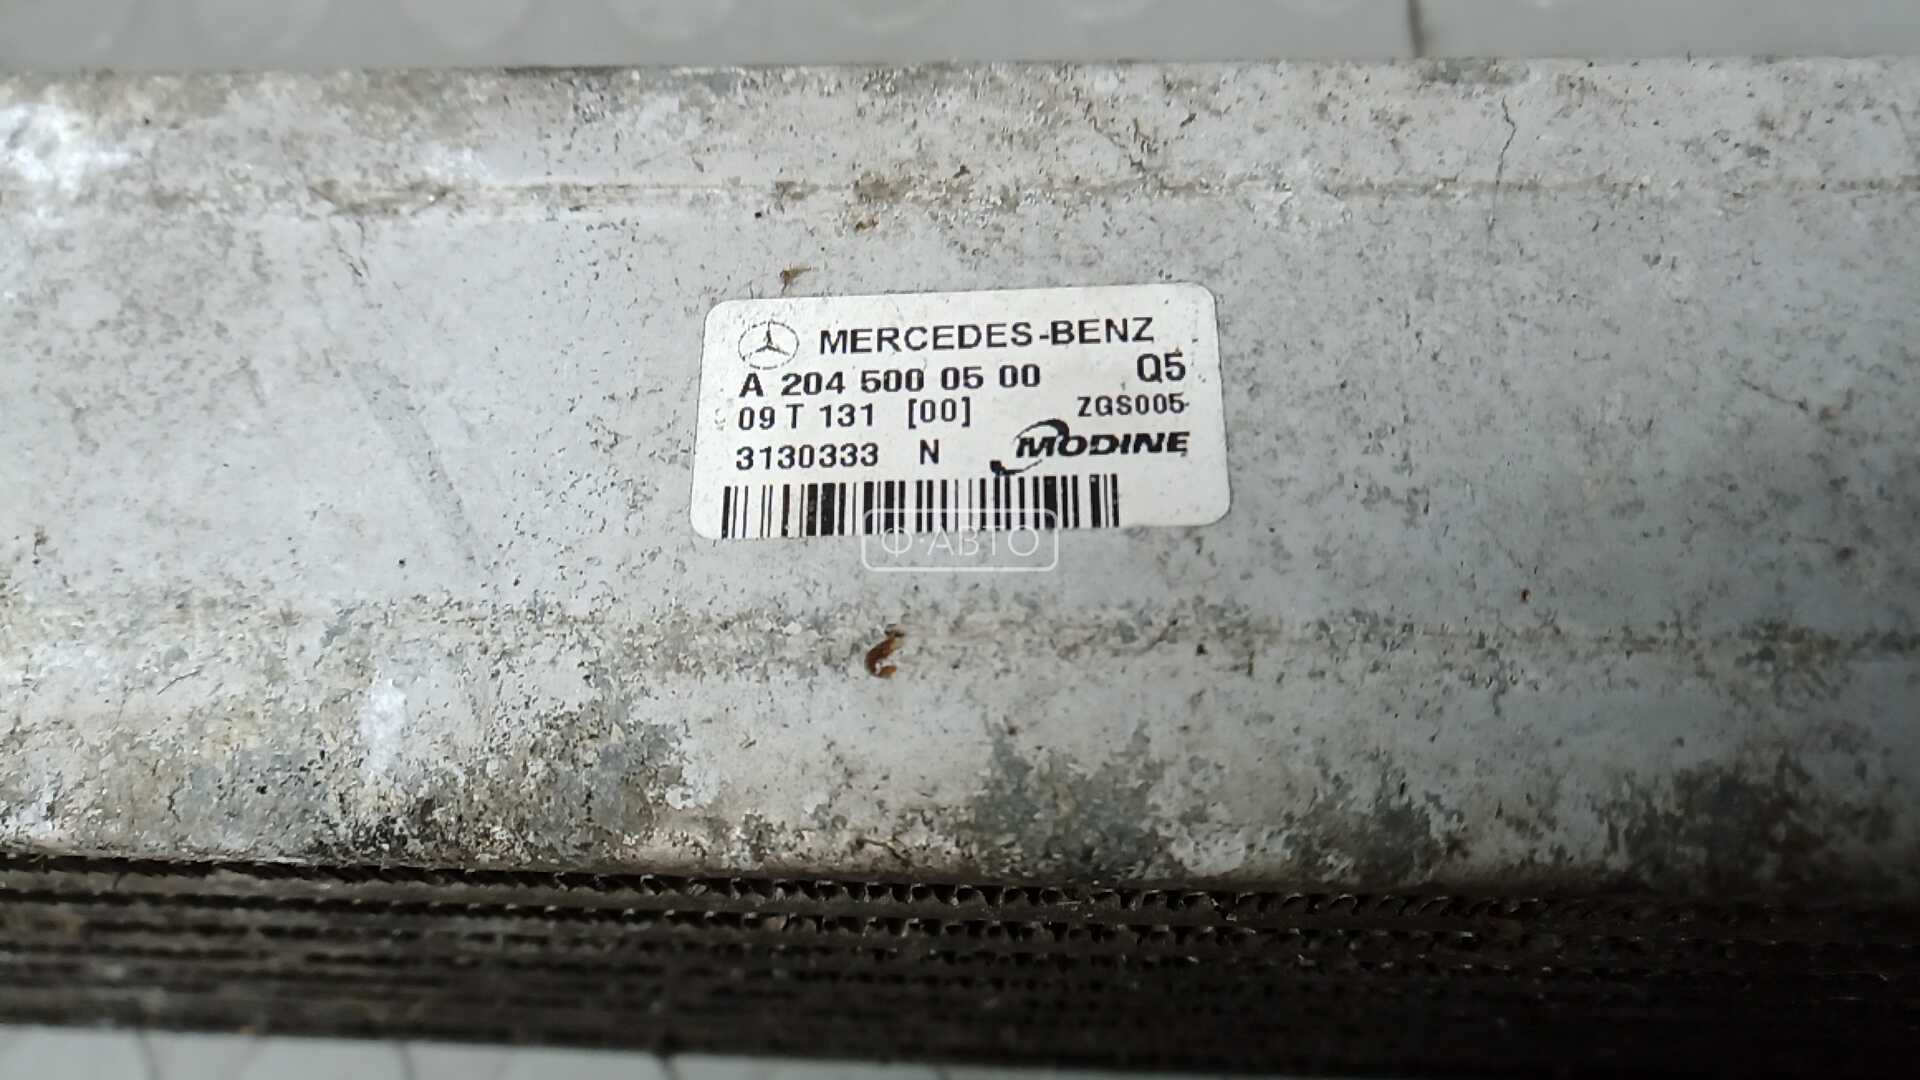 MERCEDES-BENZ
A 204 500 05 00 Q5
09 T 131 [00] ZGS005
3130333 N MODINE
Ф·АВТО